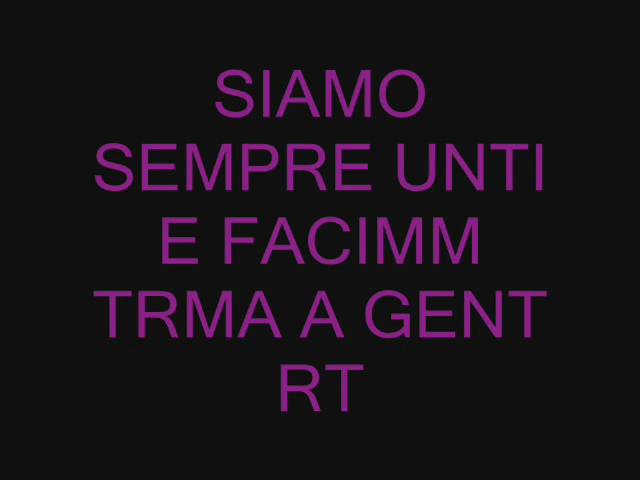 SIAMO
SEMPRE UNTI
E FACIMM
TRMA A GENT
RT